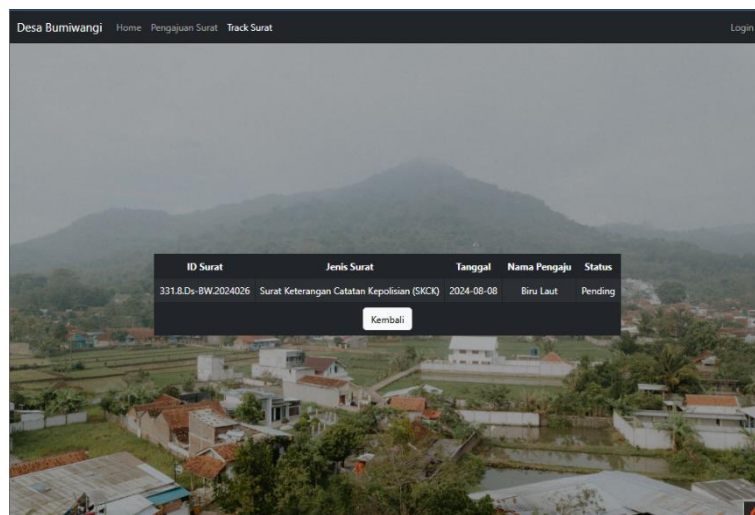 Desa Bumiwangi Home Pengajuan Surat Track Surat Login
ID Surat Jenis Surat Tanggal Nama Pengaju Status
331.8.Ds-BW.2024026 Surat Keterangan Catatan Kepolisian (SKCK) 2024-08-08 Biru Laut Pending
Kembali